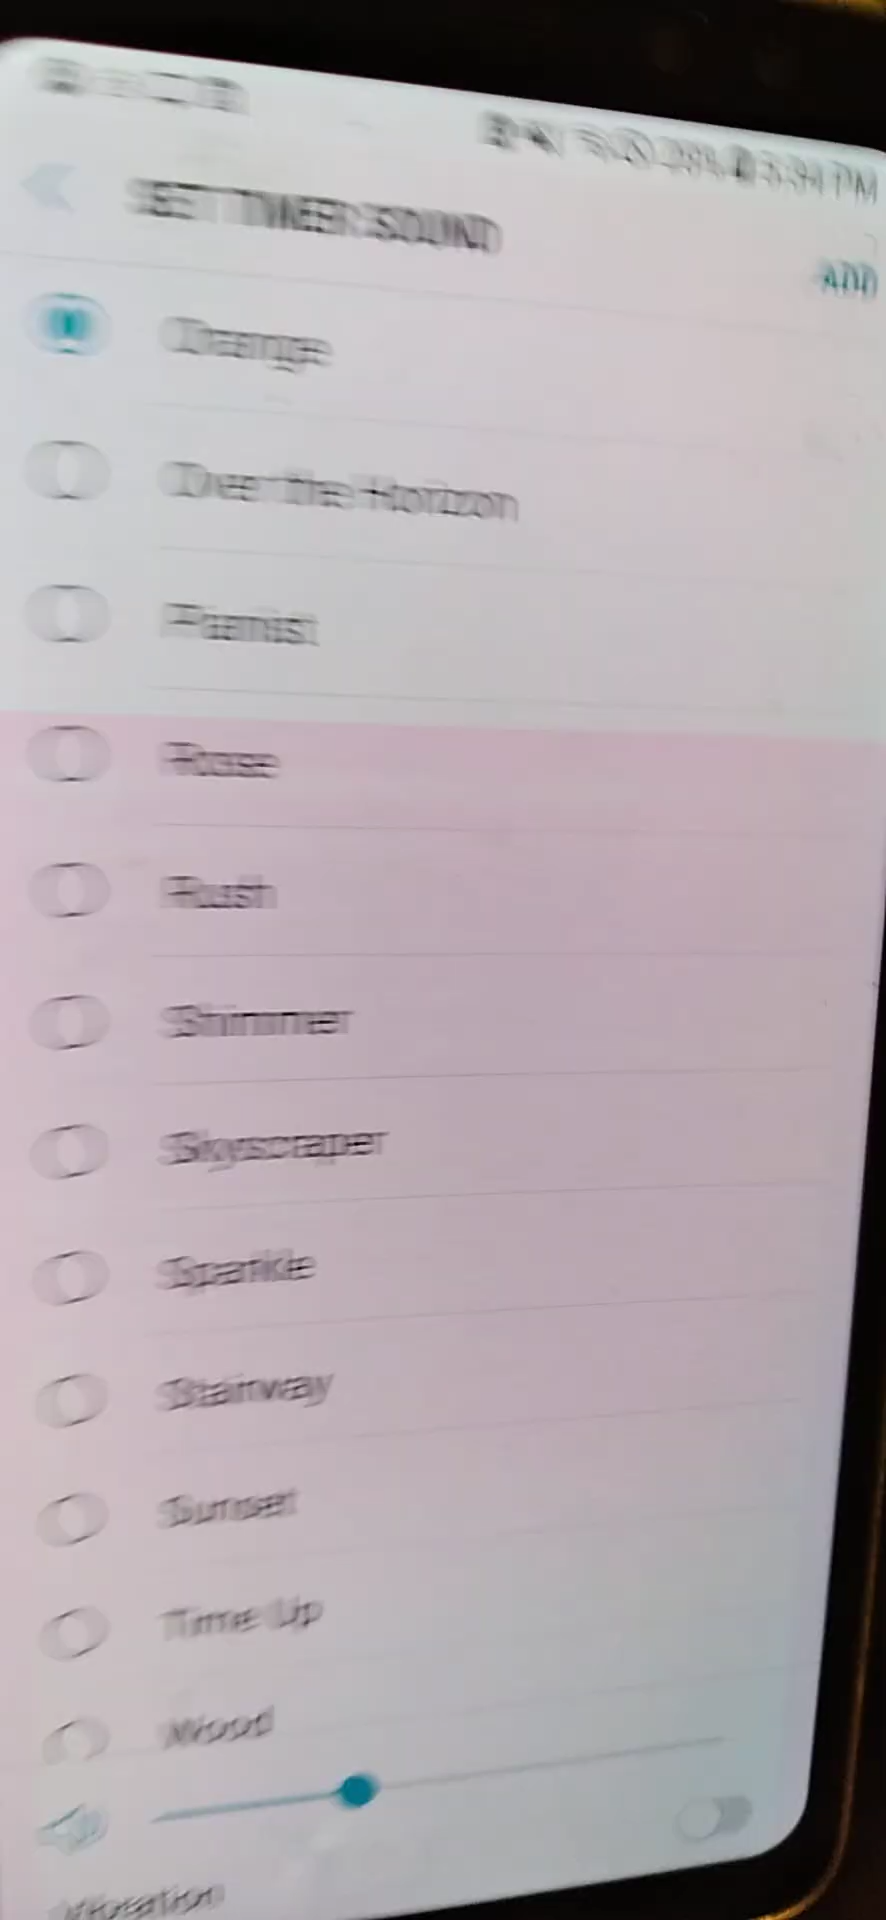 SET TIMER SOUND
ADD
Orange
Over the Horizon
Pianist
Rose
Rush
Shimmer
Skyscraper
Sparkle
Stairway
Sunset
Time Up
Wood
Vibration